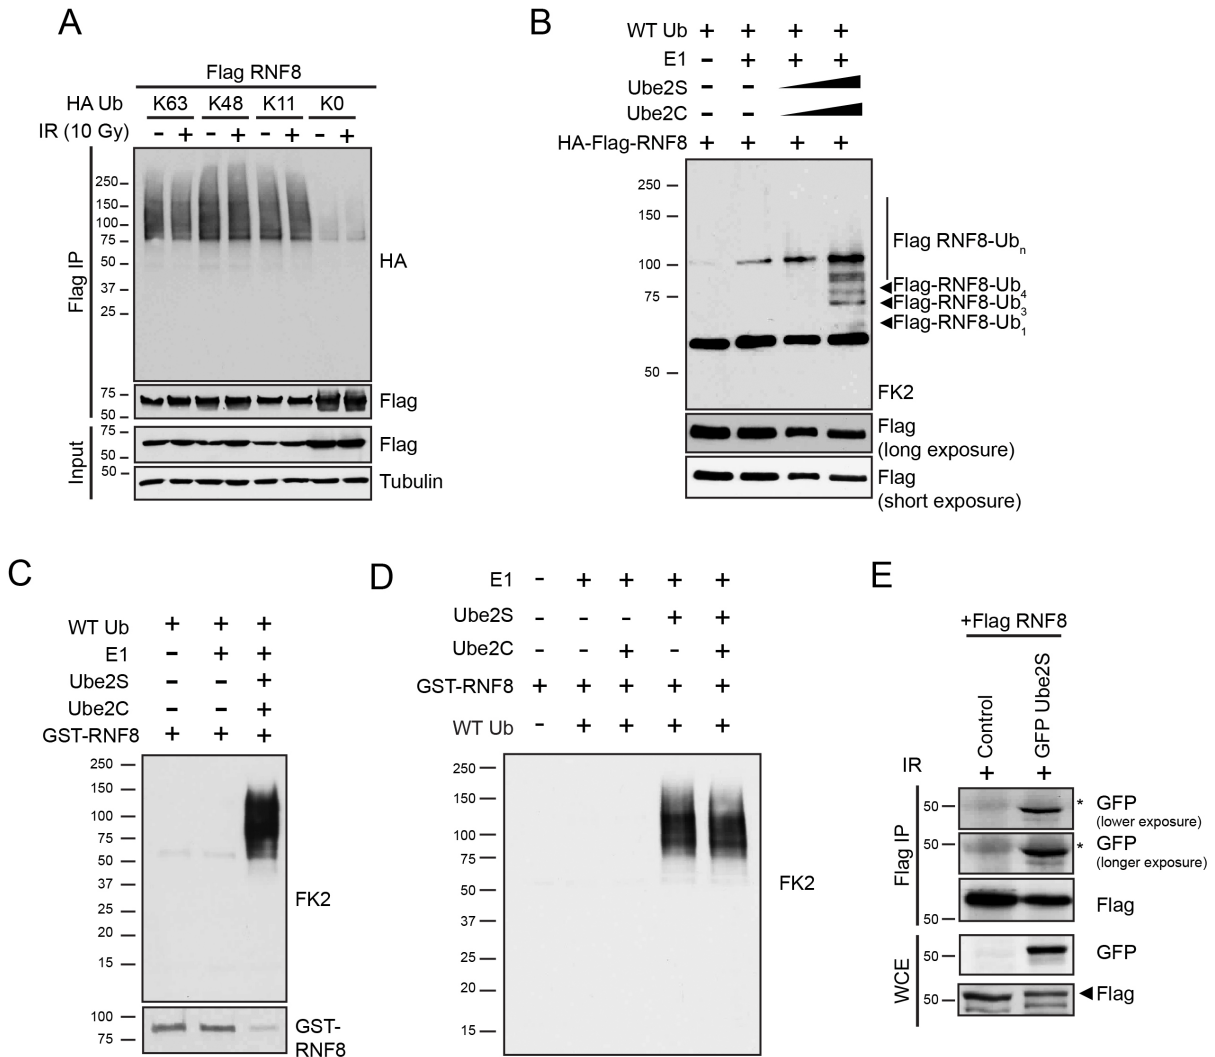 A
Flag RNF8
HA Ub K63 K48 K11 K0
IR (10 Gy) - + - + - + - +
Flag IP
250
150
100
75
50
37
25
HA
75
50
Flag
Input
75
50
Flag
50
Tubulin
B
WT Ub + + + +
E1 - + + +
Ube2S - -
Ube2C - -
HA-Flag-RNF8 + + + +
250
150
100
75
50
Flag RNF8-Ubn
Flag-RNF8-Ub4
Flag-RNF8-Ub3
Flag-RNF8-Ub1
FK2
Flag
(long exposure)
Flag
(short exposure)
C
WT Ub + + +
E1 - + +
Ube2S - - +
Ube2C - - +
GST-RNF8 + + +
250
150
100
75
50
37
25
20
15
FK2
100
75
GST-
RNF8
D
E1 - + + + +
Ube2S - - - + +
Ube2C - - + - +
GST-RNF8 + + + + +
WT Ub - + + + +
250
150
100
75
50
37
25
20
15
FK2
E
+Flag RNF8
Control
GFP Ube2S
IR + +
Flag IP
50 * GFP
(lower exposure)
50 * GFP
(longer exposure)
50 Flag
WCE
50 GFP
50 Flag